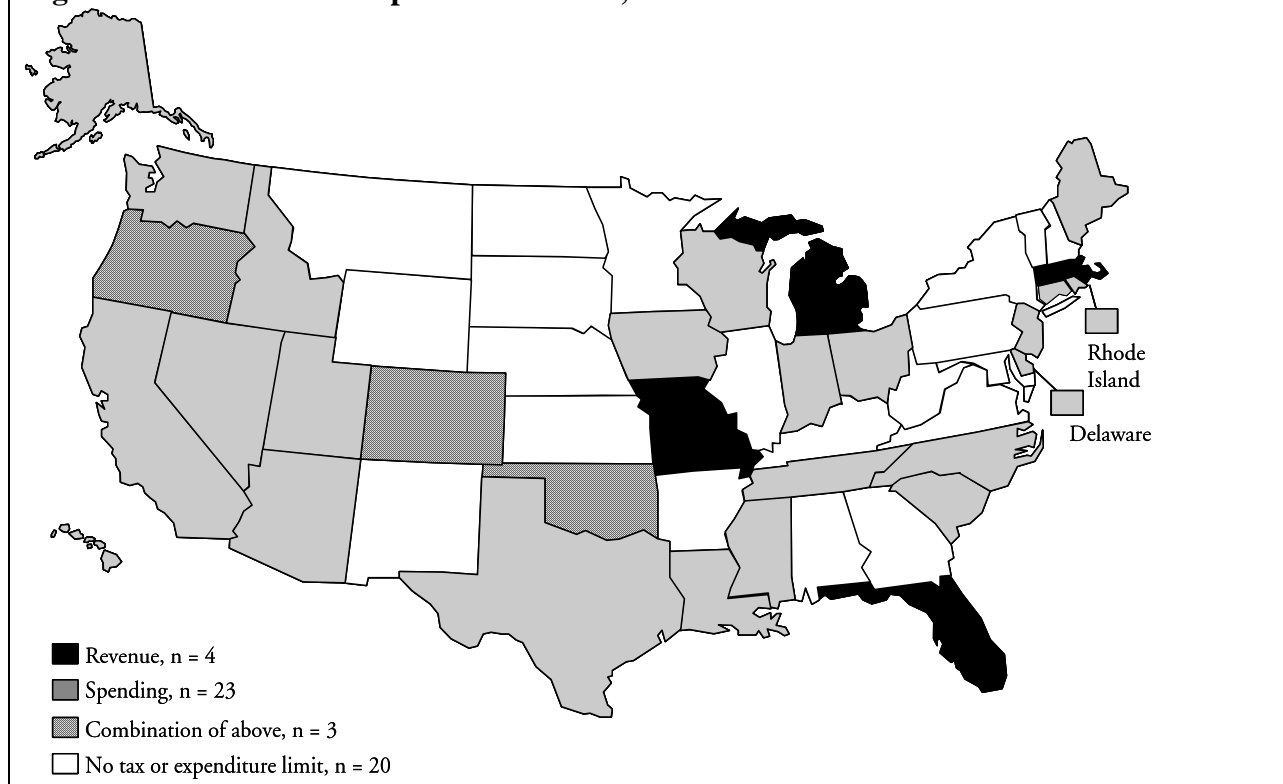 Rhode
Island
Delaware
Revenue, n = 4
Spending, n = 23
Combination of above, n = 3
No tax or expenditure limit, n = 20